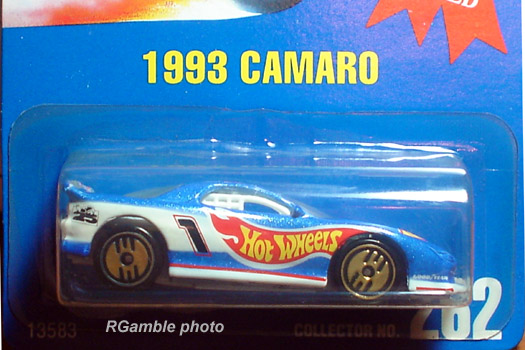 1993 CAMARO
1
HOT WHEELS
13583
RGamble photo
COLLECTOR NO.
262